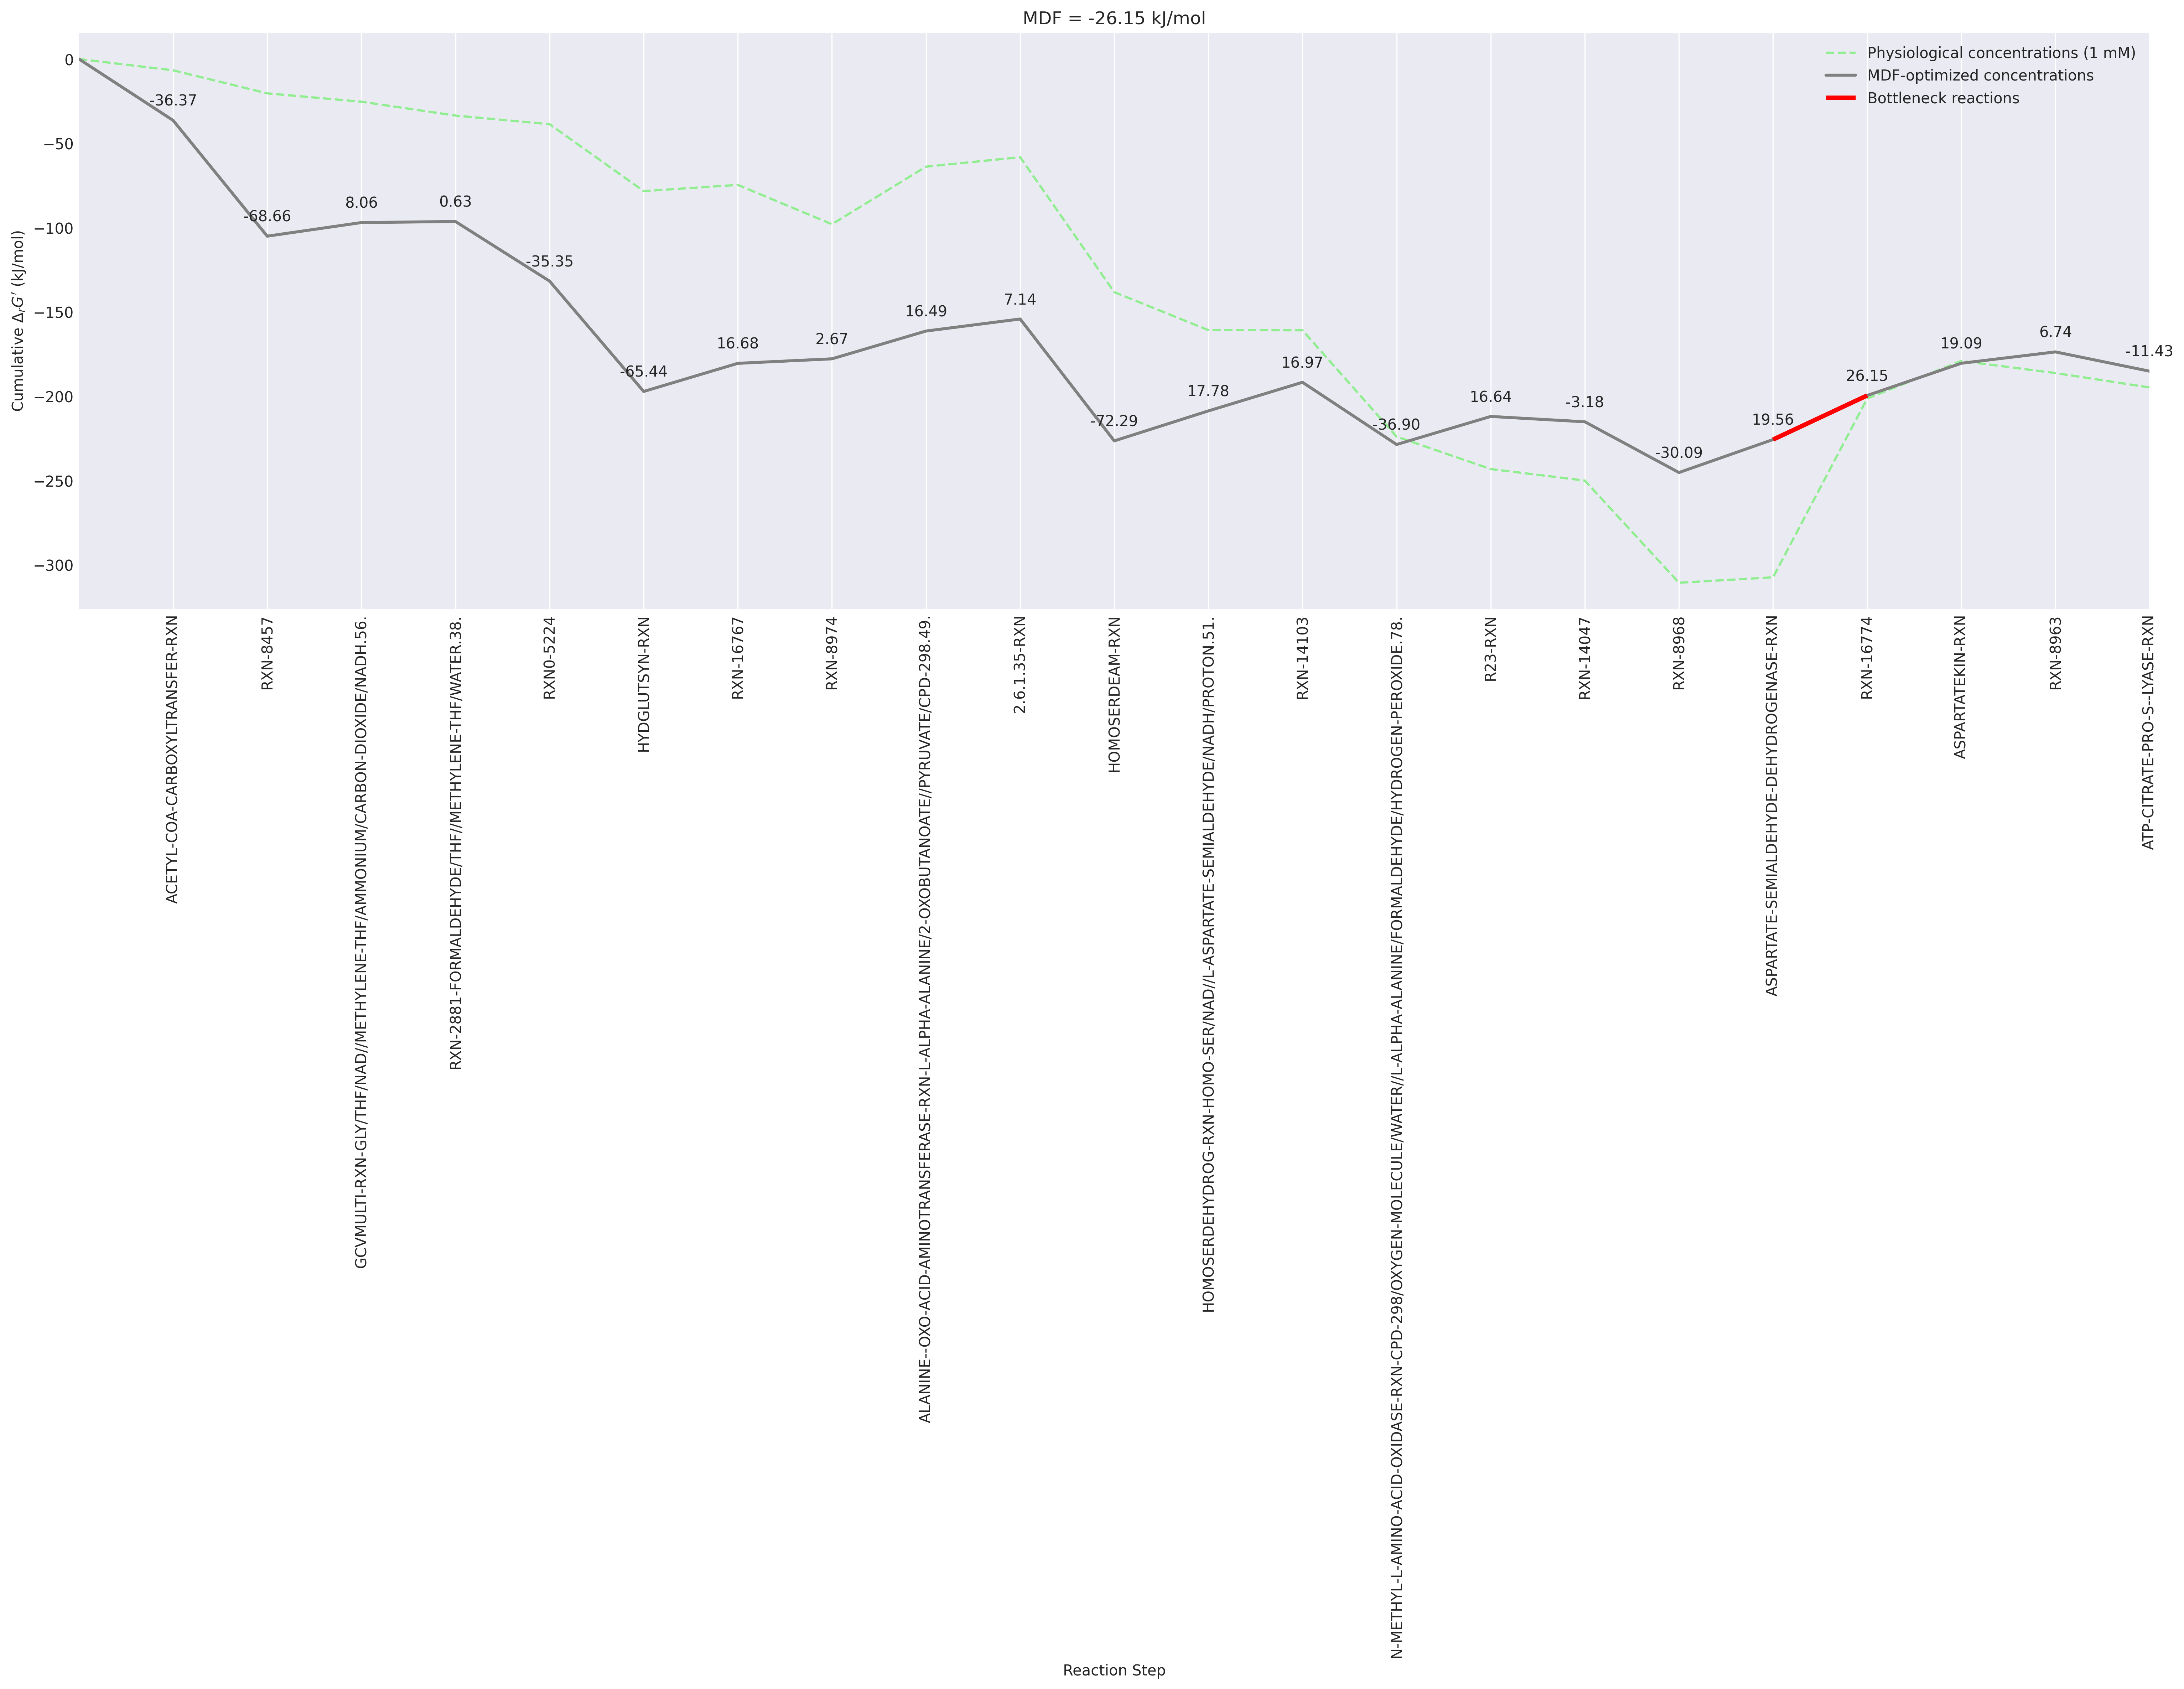 MDF = -26.15 kJ/mol
Physiological concentrations (1 mM)
MDF-optimized concentrations
Bottleneck reactions
Cumulative ΔrG′ (kJ/mol)
0
−50
−100
−150
−200
−250
−300
-36.37
-68.66
8.06
0.63
-35.35
-65.44
16.68
2.67
16.49
7.14
-72.29
17.78
16.97
-36.90
16.64
-3.18
-30.09
19.56
26.15
19.09
6.74
-11.43
ACETYL-COA-CARBOXYLTRANSFER-RXN
RXN-8457
GCVMULTI-RXN-GLY/THF/NAD//METHYLENE-THF/AMMONIUM/CARBON-DIOXIDE/NADH.56.
RXN-2881-FORMALDEHYDE/THF//METHYLENE-THF/WATER.38.
RXN0-5224
HYDGLUTSYN-RXN
RXN-16767
RXN-8974
ALANINE--OXO-ACID-AMINOTRANSFERASE-RXN-L-ALPHA-ALANINE/2-OXOBUTANOATE//PYRUVATE/CPD-298.49.
2.6.1.35-RXN
HOMOSERDEAM-RXN
HOMOSERDEHYDROG-RXN-HOMO-SER/NAD//L-ASPARTATE-SEMIALDEHYDE/NADH/PROTON.51.
RXN-14103
N-METHYL-L-AMINO-ACID-OXIDASE-RXN-CPD-298/OXYGEN-MOLECULE/WATER//L-ALPHA-ALANINE/FORMALDEHYDE/HYDROGEN-PEROXIDE.78.
R23-RXN
RXN-14047
RXN-8968
ASPARTATE-SEMIALDEHYDE-DEHYDROGENASE-RXN
RXN-16774
ASPARTATEKIN-RXN
RXN-8963
ATP-CITRATE-PRO-S--LYASE-RXN
Reaction Step